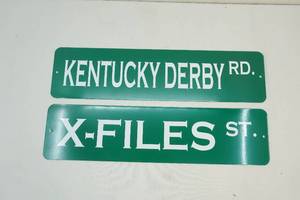 KENTUCKY DERBY RD.
X-FILES ST.